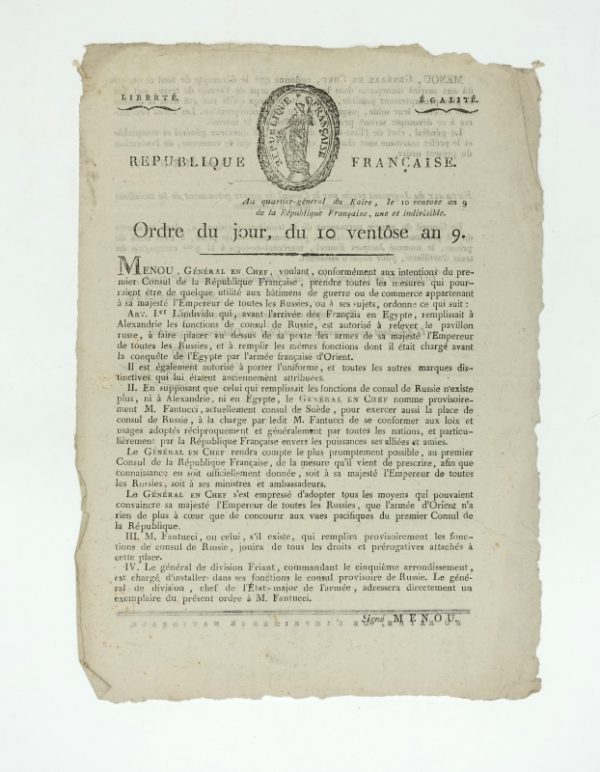 LIBERTÉ.
ÉGALITÉ.
RÉPUBLIQUE FRANÇAISE
REPUBLIQUE FRANÇAISE.
Au quartier-général du Kaire, le 10 ventose an 9
de la République Française, une et indivisible.
Ordre du jour, du 10 ventôse an 9.
MENOU, GÉNÉRAL EN CHEF, voulant, conformément aux intentions du pre-
mier Consul de la République Française, prendre toutes les mesures qui pour-
raient être de quelque utilité aux bâtimens de guerre ou de commerce appartenant
à sa majesté l'Empereur de toutes les Russies, ou à ses sujets, ordonne ce qui suit :
ART. I.er L'individu qui, avant l'arrivée des Français en Egypte, remplissait à
Alexandrie les fonctions de consul de Russie, est autorisé à relever le pavillon
russe, à faire placer au dessus de sa porte les armes de sa majesté l'Empereur
de toutes les Russies, et à remplir les mêmes fonctions dont il était chargé avant
la conquête de l'Egypte par l'armée française d'Orient.
Il est également autorisé à porter l'uniforme, et toutes les autres marques dis-
tinctives qui lui étaient anciennement attribuées.
II. En supposant que celui qui remplissait les fonctions de consul de Russie n'existe
plus, ni à Alexandrie, ni en Egypte, le GÉNÉRAL EN CHEF nomme provisoire-
ment M. Fantucci, actuellement consul de Suède, pour exercer aussi la place de
consul de Russie, à la charge par ledit M. Fantucci de se conformer aux loix et
usages adoptés réciproquement et généralement par toutes les nations, et particu-
lièrement par la République Française envers les puissances ses alliées et amies.
Le GÉNÉRAL EN CHEF rendra compte le plus promptement possible, au premier
Consul de la République Française, de la mesure qu'il vient de prescrire, afin que
connaissance en soit officiellement donnée, soit à sa majesté l'Empereur de toutes
les Russies, soit à ses ministres et ambassadeurs.
Le GÉNÉRAL EN CHEF s'est empressé d'adopter tous les moyens qui pouvaient
convaincre sa majesté l'Empereur de toutes les Russies, que l'armée d'Orient n'a
rien de plus à cœur que de concourir aux vues pacifiques du premier Consul de
la République.
III. M. Fantucci, ou celui, s'il existe, qui remplira provisoirement les fonc-
tions de consul de Russie, jouira de tous les droits et prérogatives attachés à
cette place.
IV. Le général de division Friant, commandant le cinquième arrondissement,
est chargé d'installer dans ses fonctions le consul provisoire de Russie. Le géné-
ral de division, chef de l'État-major de l'armée, adressera directement un
exemplaire du présent ordre à M. Fantucci.
Signé MENOU.